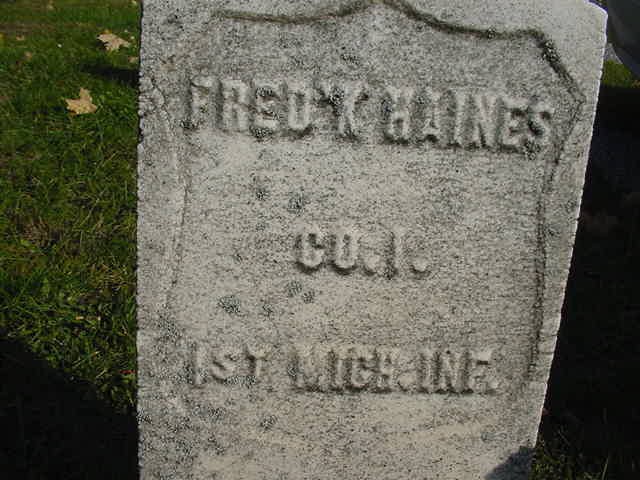 FRED'K HAINES
CO. I.
1ST. MICH. INF.